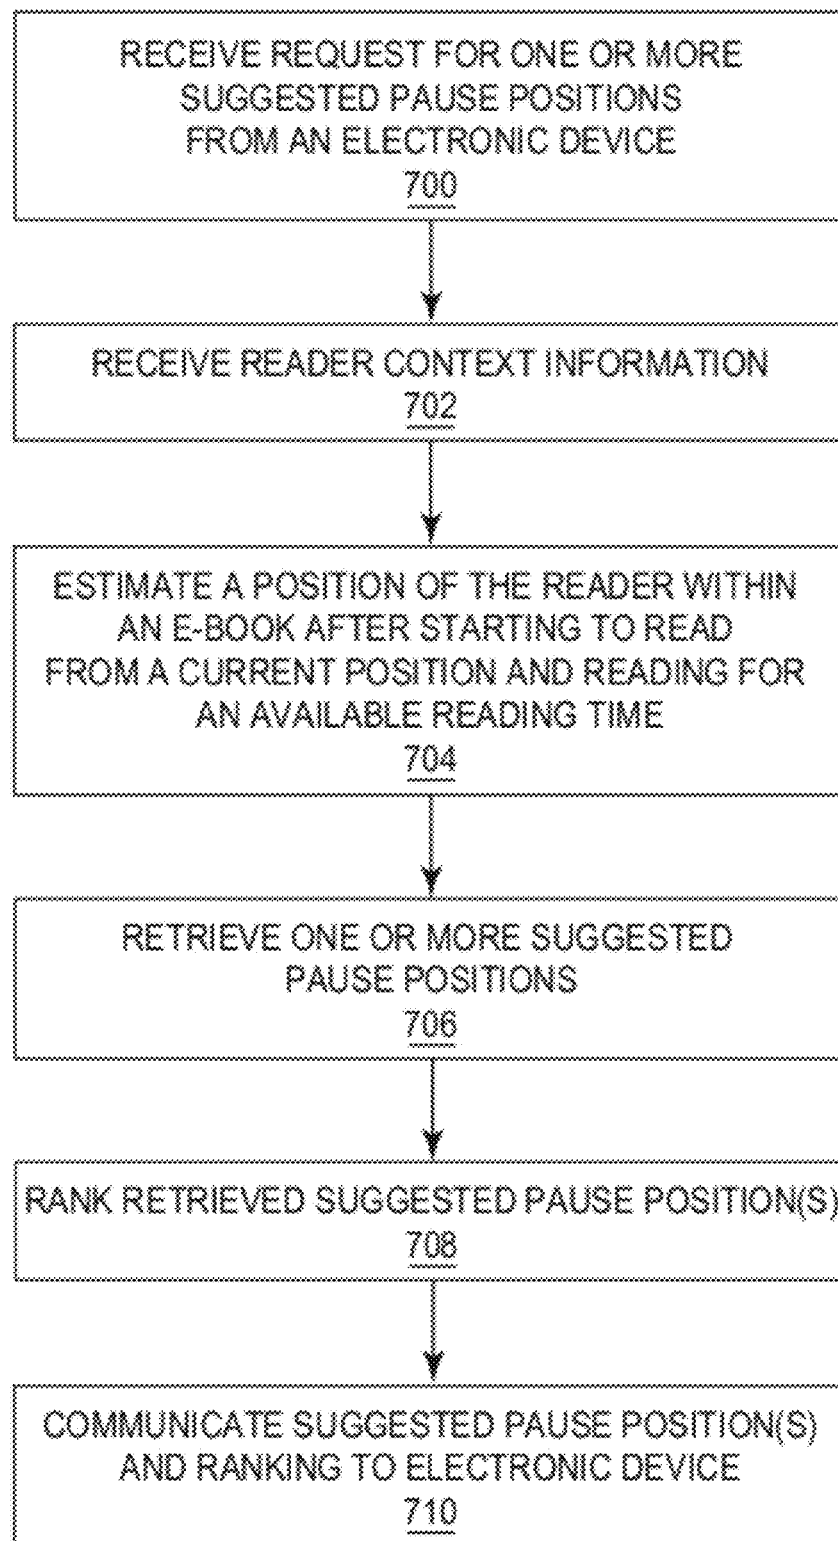 RECEIVE REQUEST FOR ONE OR MORE
SUGGESTED PAUSE POSITIONS
FROM AN ELECTRONIC DEVICE
700
RECEIVE READER CONTEXT INFORMATION
702
ESTIMATE A POSITION OF THE READER WITHIN
AN E-BOOK AFTER STARTING TO READ
FROM A CURRENT POSITION AND READING FOR
AN AVAILABLE READING TIME
704
RETRIEVE ONE OR MORE SUGGESTED
PAUSE POSITIONS
706
RANK RETRIEVED SUGGESTED PAUSE POSITION(S)
708
COMMUNICATE SUGGESTED PAUSE POSITION(S)
AND RANKING TO ELECTRONIC DEVICE
710